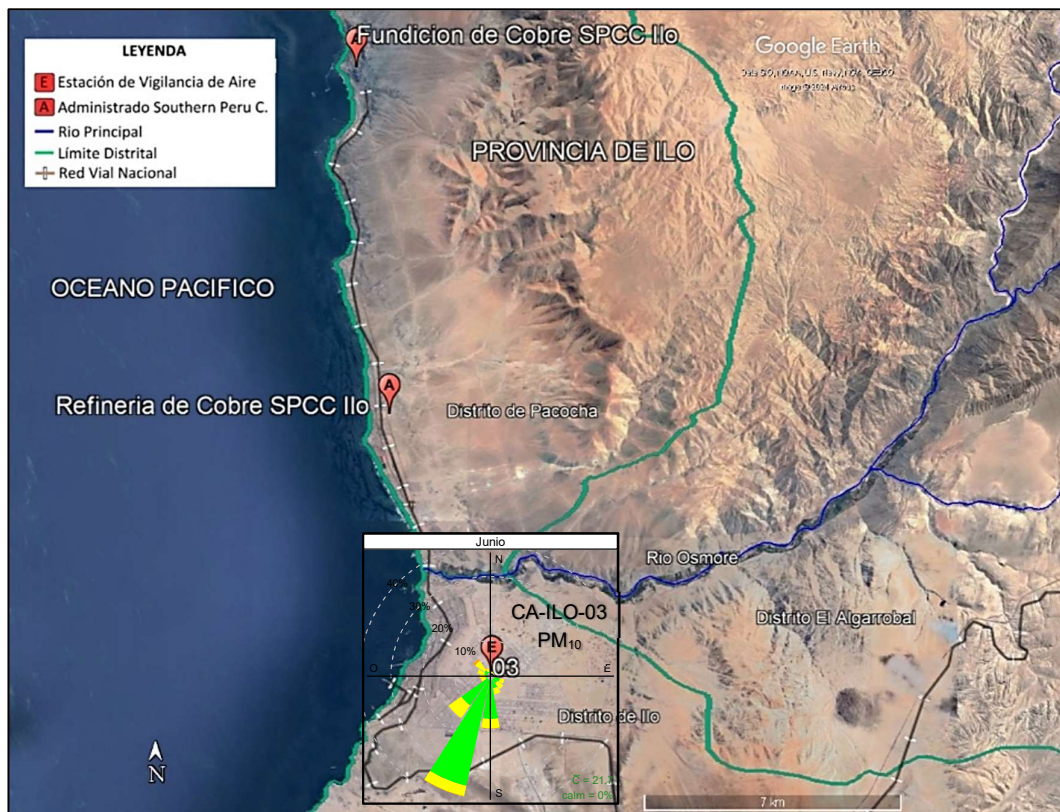 Fundicion de Cobre SPCC Ilo
LEYENDA
E Estación de Vigilancia de Aire
A Administrado Southern Peru C.
Rio Principal
Límite Distrital
Red Vial Nacional
A
Google Earth
PROVINCIA DE ILO
OCEANO PACIFICO
A
Refineria de Cobre SPCC Ilo
Distrito de Pacocha
Junio
N
Rio Osmore
40%
30%
20%
10%
CA-ILO-03
PM₁₀
Distrito El Algarrobal
E
03
O
E
Distrito de Ilo
S
calm = 0%
N
7 km